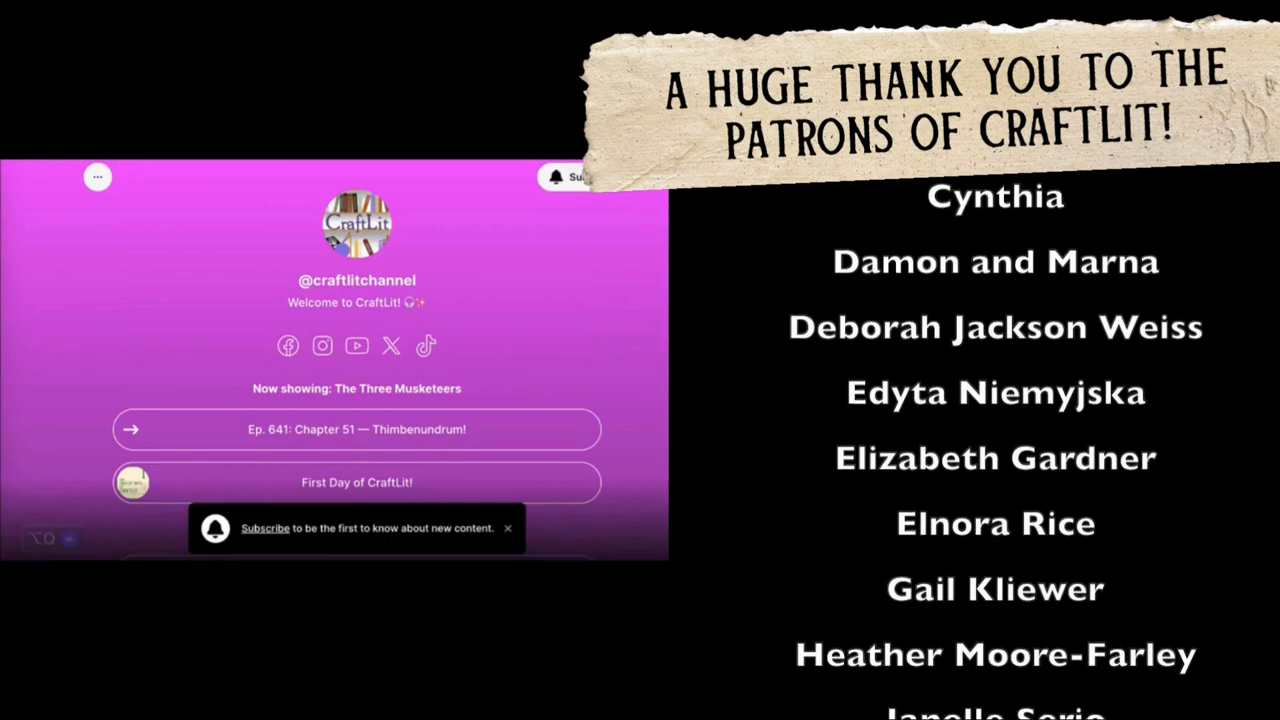 A HUGE THANK YOU TO THE
PATRONS OF CRAFTLIT!
CraftLit
@craftlitchannel
Welcome to CraftLit! 🎧✨
Now showing: The Three Musketeers
Ep. 641: Chapter 51 — Thimbenundrum!
First Day of CraftLit!
Subscribe to be the first to know about new content.
Cynthia
Damon and Marna
Deborah Jackson Weiss
Edyta Niemyjska
Elizabeth Gardner
Elnora Rice
Gail Kliewer
Heather Moore-Farley